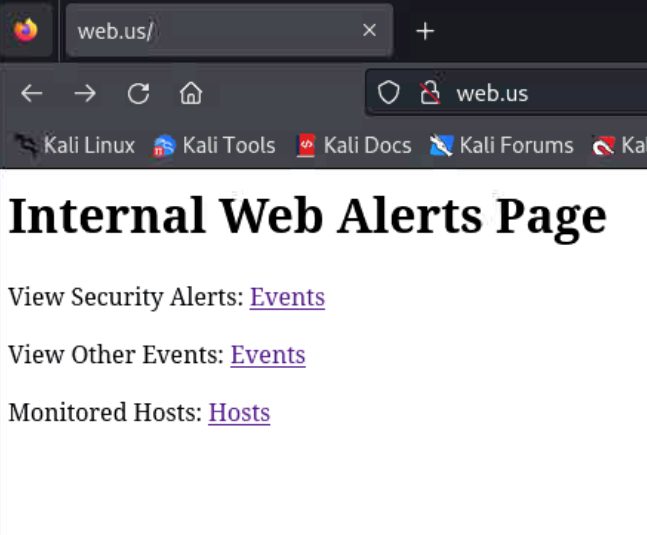 web.us/
web.us
Kali Linux Kali Tools Kali Docs Kali Forums Ka
Internal Web Alerts Page
View Security Alerts: Events
View Other Events: Events
Monitored Hosts: Hosts